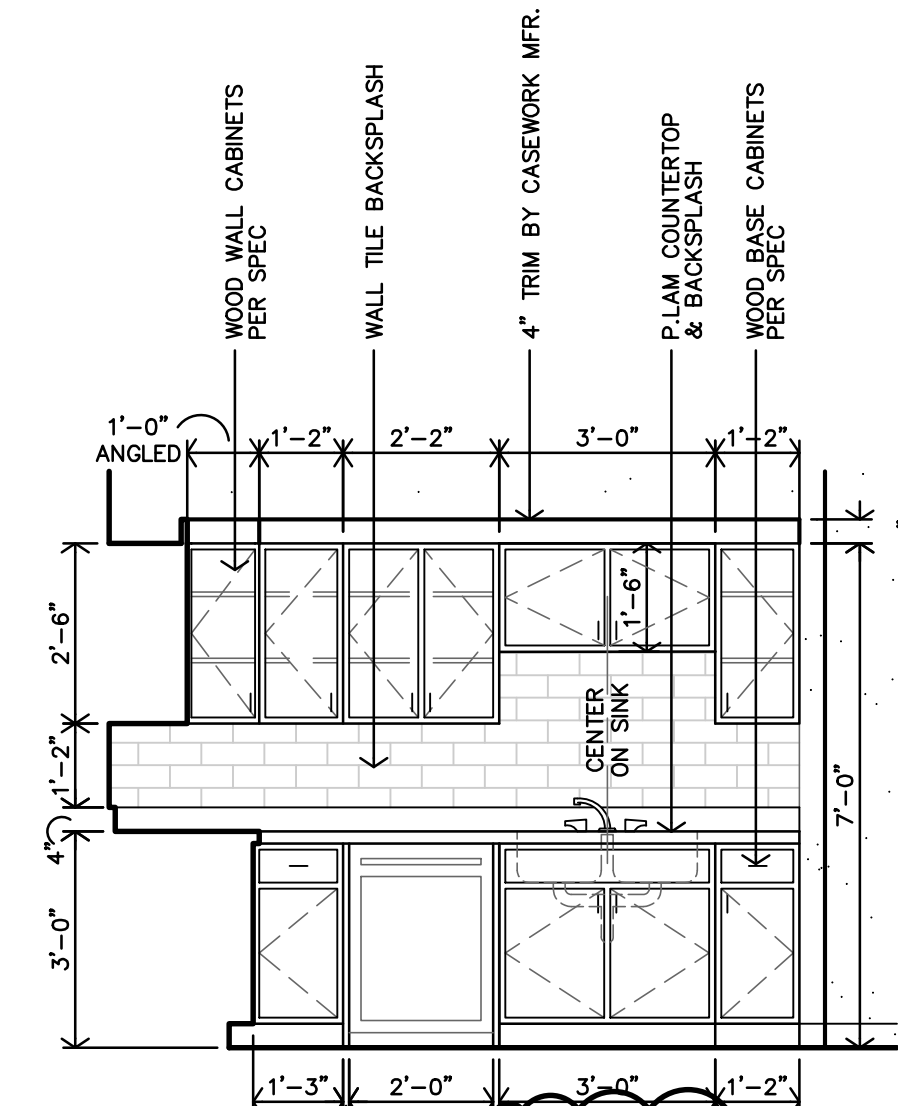 WOOD WALL CABINETS
PER SPEC
WALL TILE BACKSPLASH
4" TRIM BY CASEWORK MFR.
P.LAM COUNTERTOP
& BACKSPLASH
WOOD BASE CABINETS
PER SPEC
1'-0"
ANGLED
1'-2"
2'-2"
3'-0"
1'-2"
2'-6"
1'-6"
CENTER
ON SINK
1'-2"
4"
7'-0"
3'-0"
1'-3"
2'-0"
3'-0"
1'-2"